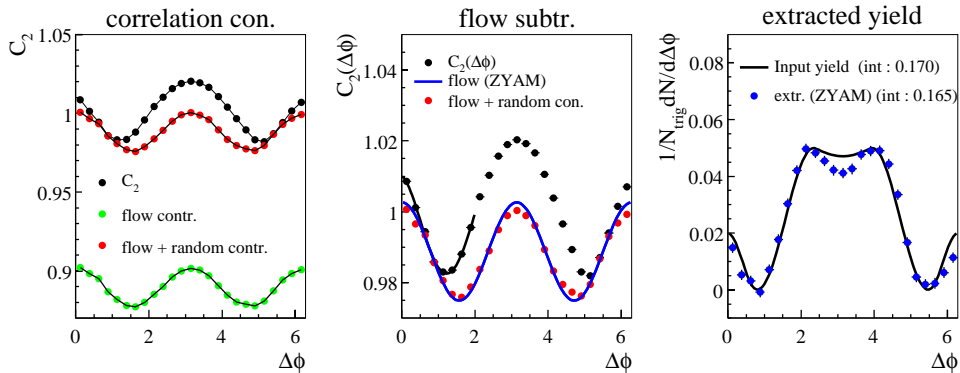 correlation con.
C₂
1.05
1
0.95
0.9
C₂
flow contr.
flow + random contr.
0 2 4 6
Δϕ
flow subtr.
C₂(Δϕ)
1.04
1.02
1
0.98
C₂(Δϕ)
flow (ZYAM)
flow + random con.
0 2 4 6
Δϕ
extracted yield
1/N_trig dN/dΔϕ
0.08
0.06
0.04
0.02
0
Input yield (int : 0.170)
extr. (ZYAM) (int : 0.165)
0 2 4 6
Δϕ